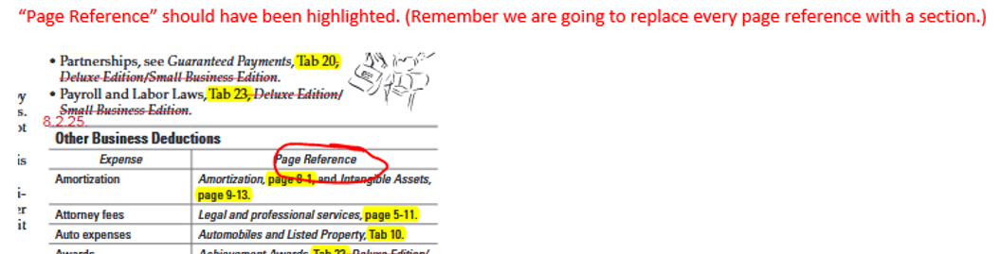 “Page Reference” should have been highlighted. (Remember we are going to replace every page reference with a section.)
• Partnerships, see Guaranteed Payments, Tab 20,
Deluxe Edition/Small Business Edition.
y • Payroll and Labor Laws, Tab 23, Deluxe Edition/
s. Small Business Edition.
ot 8.2.25.
Other Business Deductions
is Expense Page Reference
Amortization Amortization, page 8-1, and Intangible Assets,
i- page 9-13.
er Attorney fees Legal and professional services, page 5-11.
it Auto expenses Automobiles and Listed Property, Tab 10.
Awards Achievement Awards, Tab 22, Deluxe Edition/